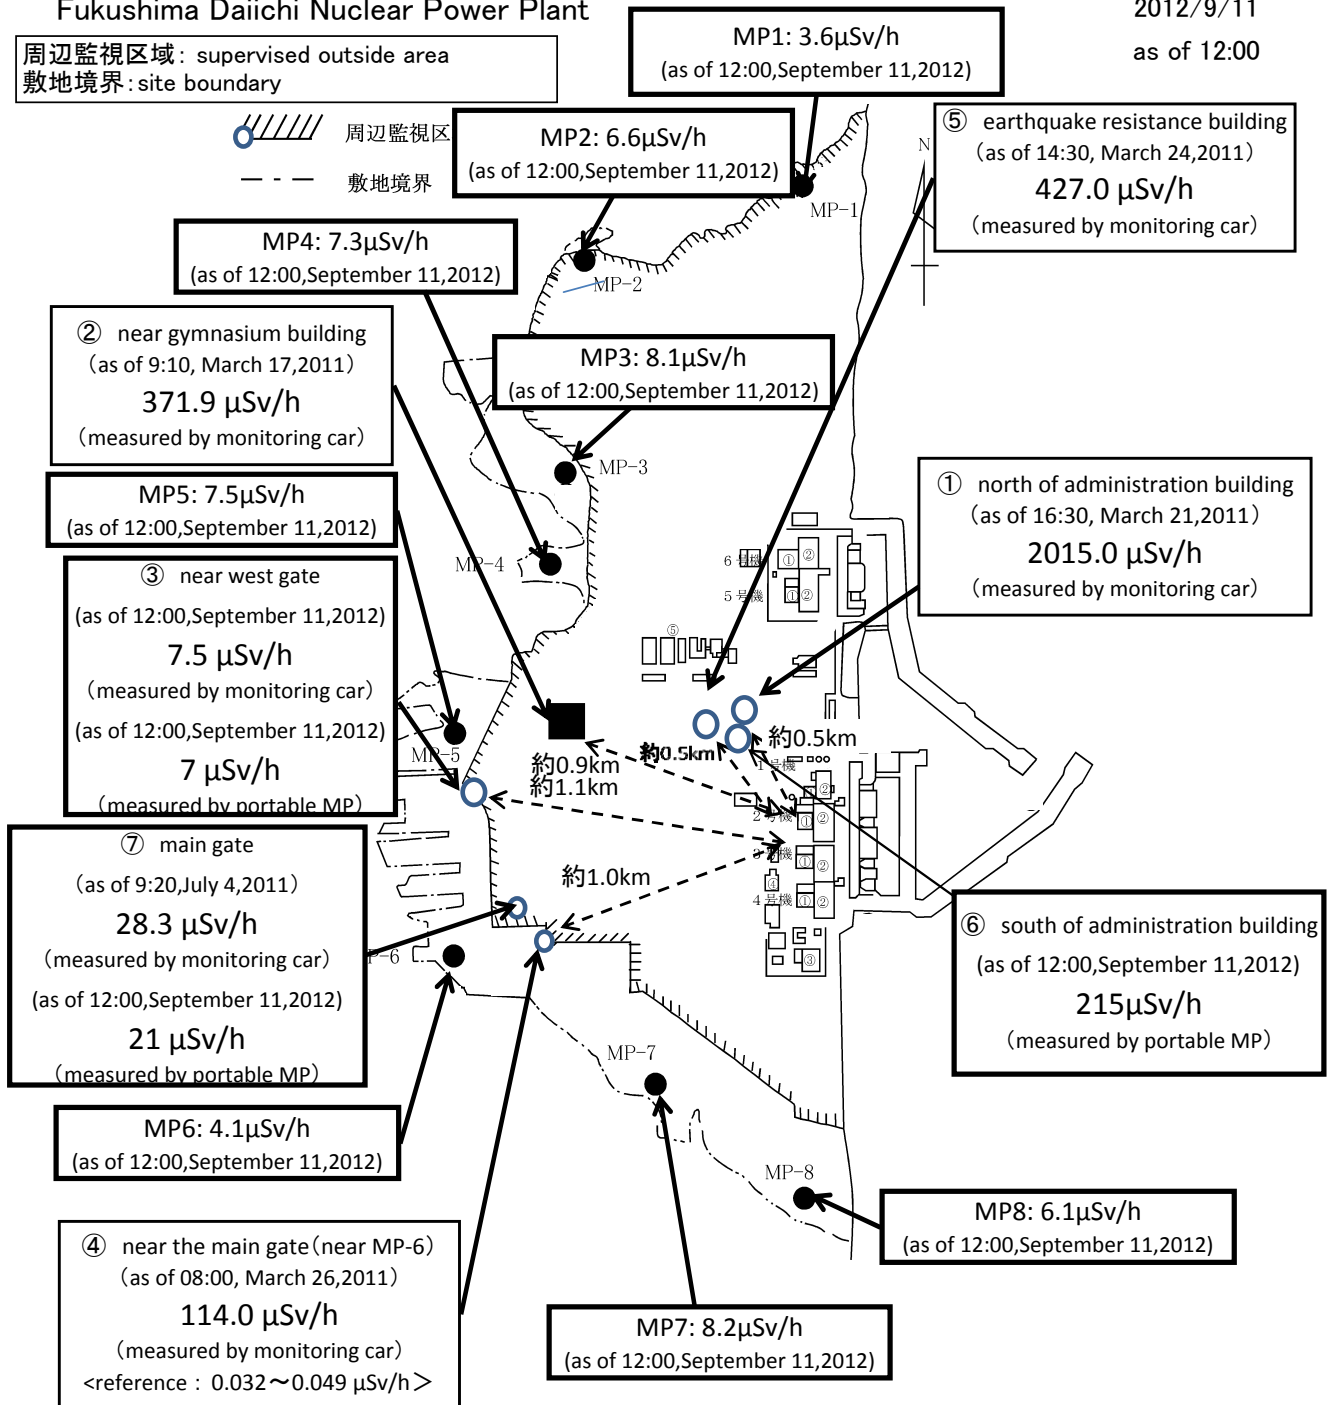 Fukushima Daiichi Nuclear Power Plant
2012/9/11
as of 12:00
周辺監視区域: supervised outside area
敷地境界:site boundary
周辺監視区
敷地境界
MP1: 3.6μSv/h
(as of 12:00,September 11,2012)
MP2: 6.6μSv/h
(as of 12:00,September 11,2012)
⑤ earthquake resistance building
(as of 14:30, March 24,2011)
427.0 μSv/h
(measured by monitoring car)
N
MP-1
MP4: 7.3μSv/h
(as of 12:00,September 11,2012)
MP-2
② near gymnasium building
(as of 9:10, March 17,2011)
371.9 μSv/h
(measured by monitoring car)
MP3: 8.1μSv/h
(as of 12:00,September 11,2012)
MP-3
MP5: 7.5μSv/h
(as of 12:00,September 11,2012)
① north of administration building
(as of 16:30, March 21,2011)
2015.0 μSv/h
(measured by monitoring car)
MP-4
6号機
① ②
5号機
① ②
③ near west gate
(as of 12:00,September 11,2012)
7.5 μSv/h
(measured by monitoring car)
(as of 12:00,September 11,2012)
7 μSv/h
(measured by portable MP)
⑤
MP-5
約0.9km
約1.1km
約0.5km
約0.5km
1号機
②
2号機
① ②
3号機
① ②
④
4号機
① ②
③
約1.0km
⑦ main gate
(as of 9:20,July 4,2011)
28.3 μSv/h
(measured by monitoring car)
(as of 12:00,September 11,2012)
21 μSv/h
(measured by portable MP)
P-6
⑥ south of administration building
(as of 12:00,September 11,2012)
215μSv/h
(measured by portable MP)
MP-7
MP6: 4.1μSv/h
(as of 12:00,September 11,2012)
MP-8
MP8: 6.1μSv/h
(as of 12:00,September 11,2012)
④ near the main gate(near MP-6)
(as of 08:00, March 26,2011)
114.0 μSv/h
(measured by monitoring car)
<reference : 0.032～0.049 μSv/h>
MP7: 8.2μSv/h
(as of 12:00,September 11,2012)